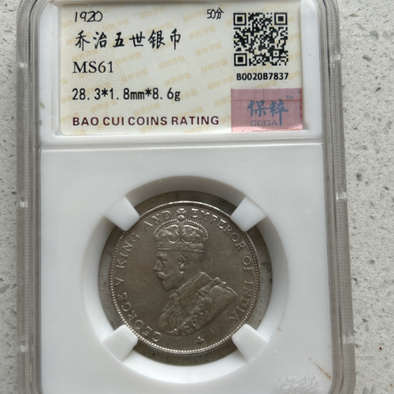 1920 50分
乔治五世银币
MS61
28.3*1.8mm*8.6g
B0020B7837
保粹
BAO CUI COINS RATING
GEORGE V KING AND EMPEROR OF INDIA